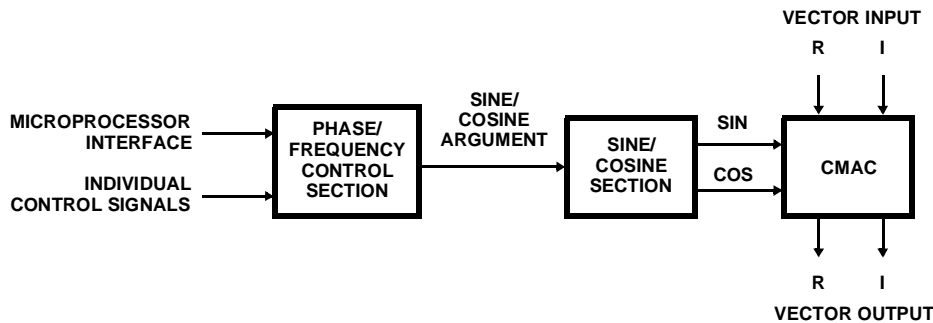 VECTOR INPUT
R I
MICROPROCESSOR
INTERFACE
INDIVIDUAL
CONTROL SIGNALS
PHASE/
FREQUENCY
CONTROL
SECTION
SINE/
COSINE
ARGUMENT
SINE/
COSINE
SECTION
SIN
COS
CMAC
R I
VECTOR OUTPUT